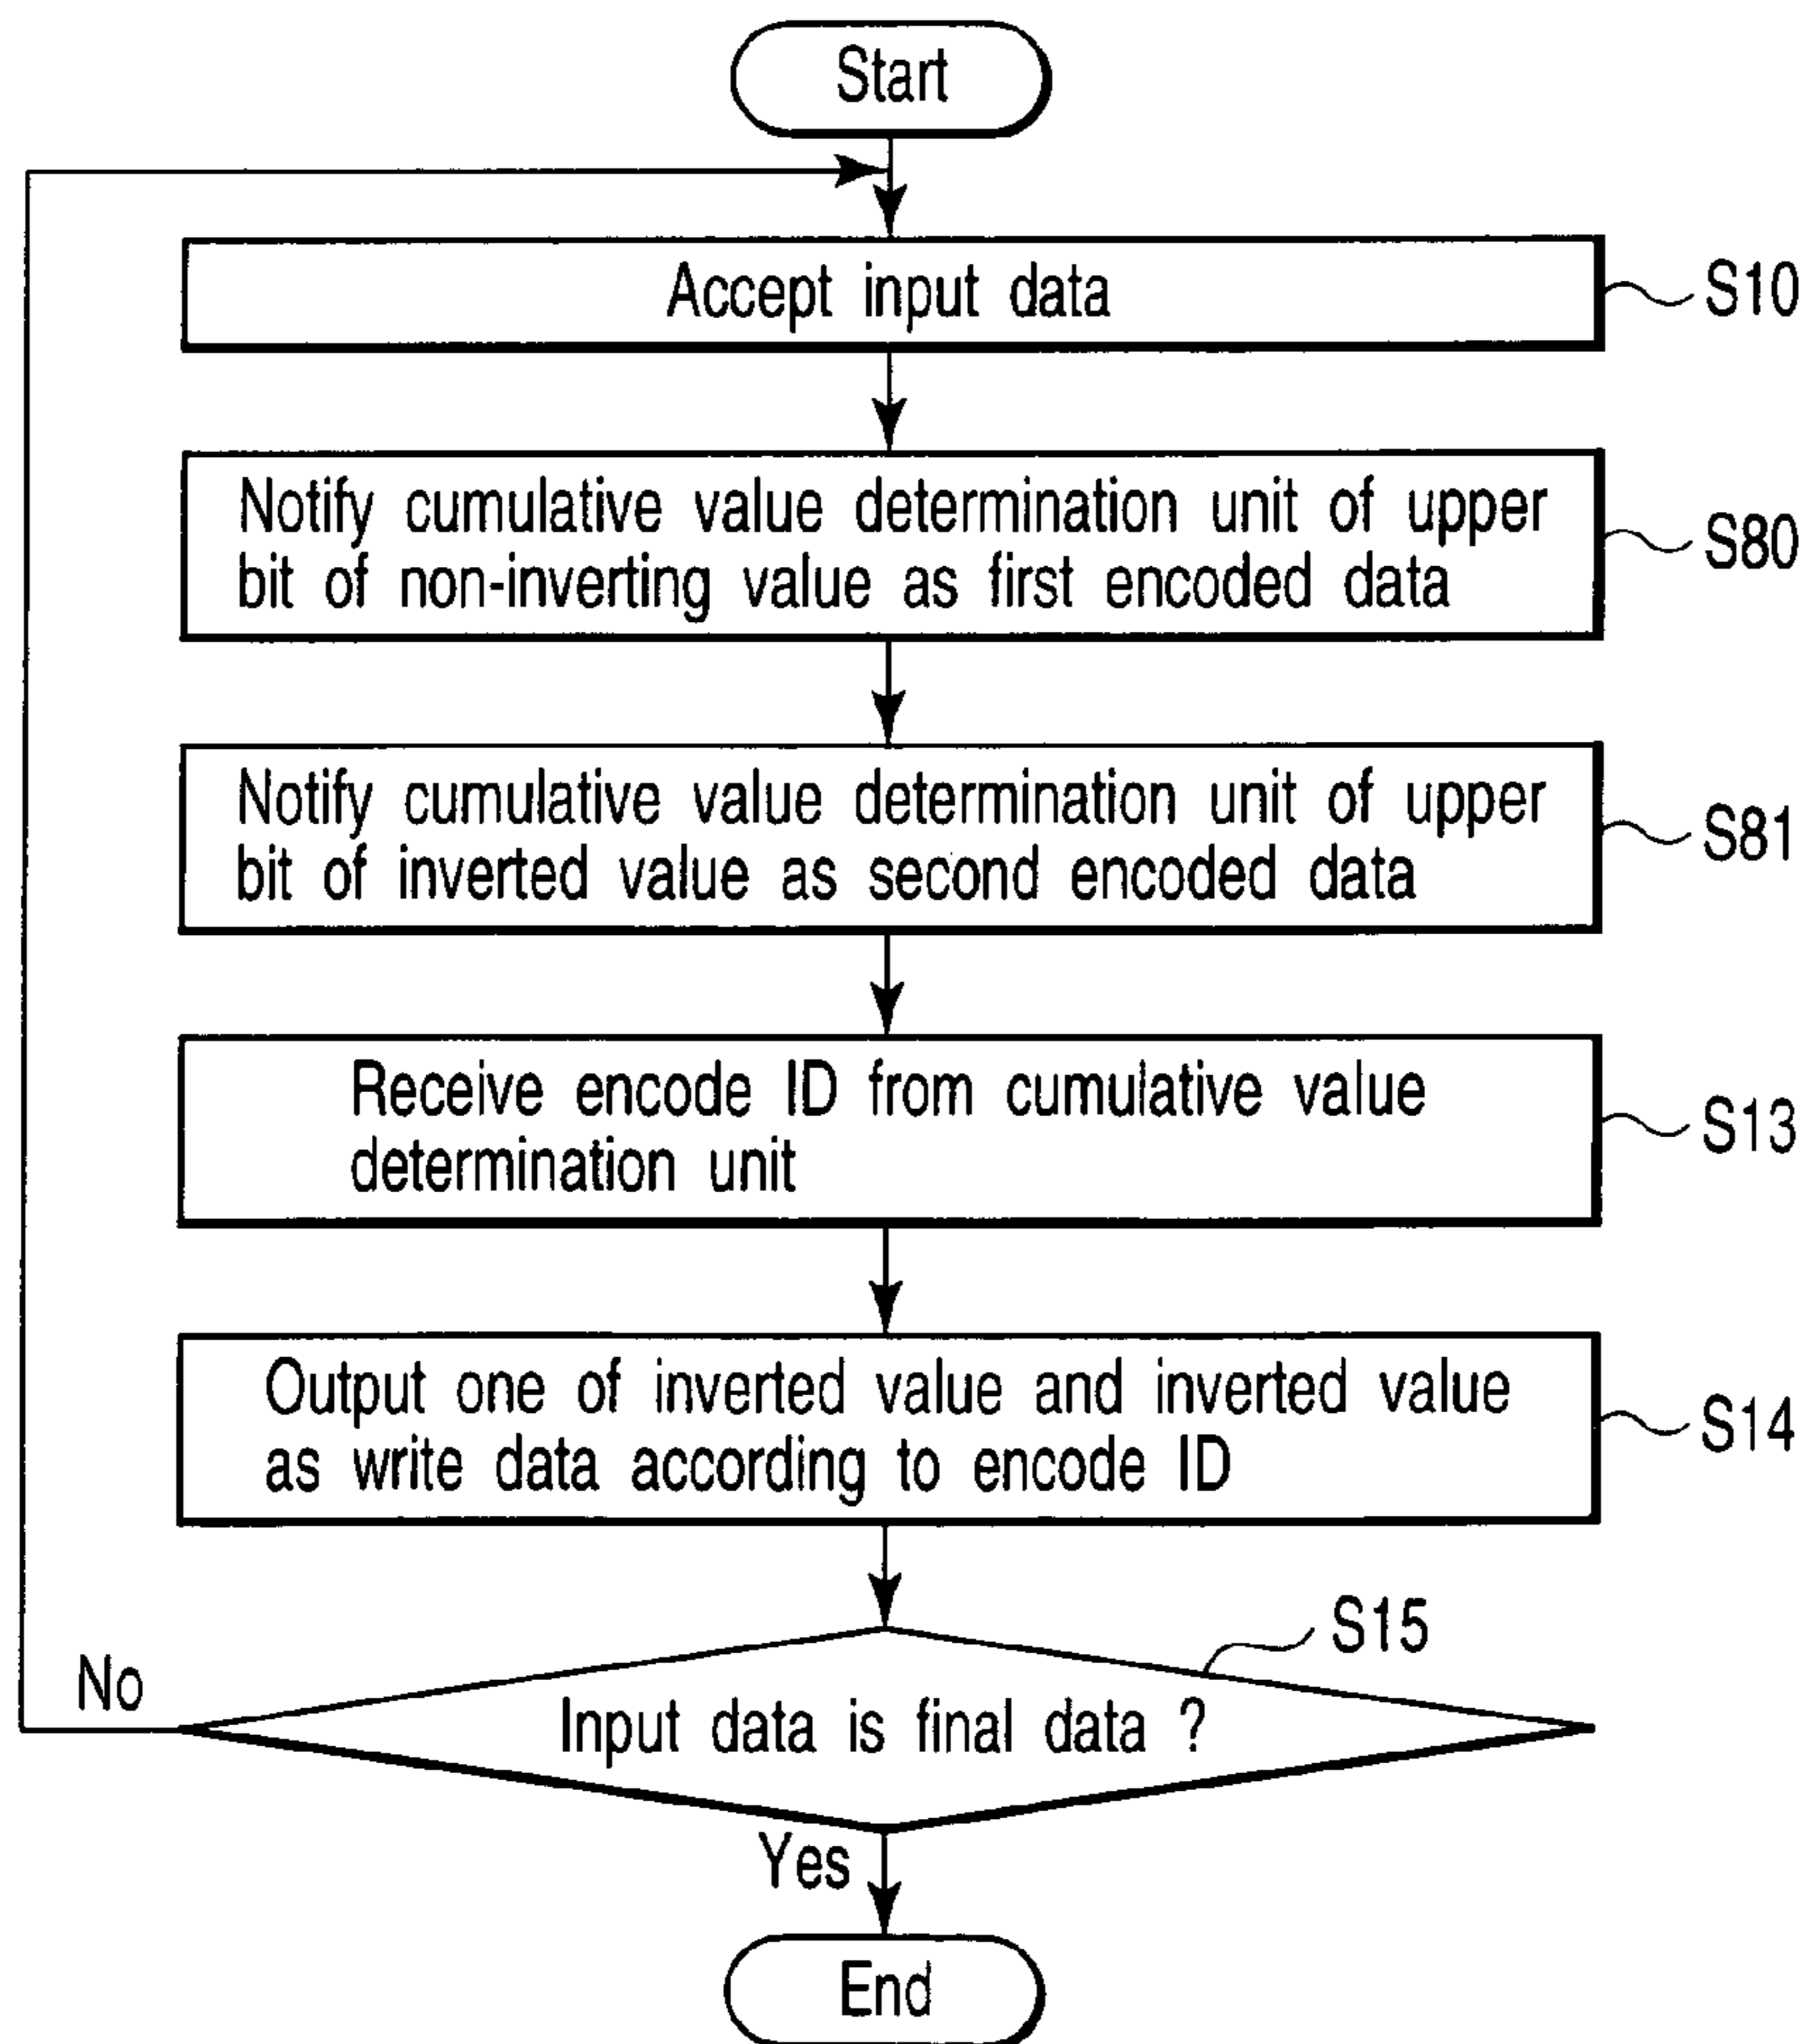 Start
Accept input data
S10
Notify cumulative value determination unit of upper
bit of non-inverting value as first encoded data
S80
Notify cumulative value determination unit of upper
bit of inverted value as second encoded data
S81
Receive encode ID from cumulative value
determination unit
S13
Output one of inverted value and inverted value
as write data according to encode ID
S14
S15
No
Input data is final data ?
Yes
End